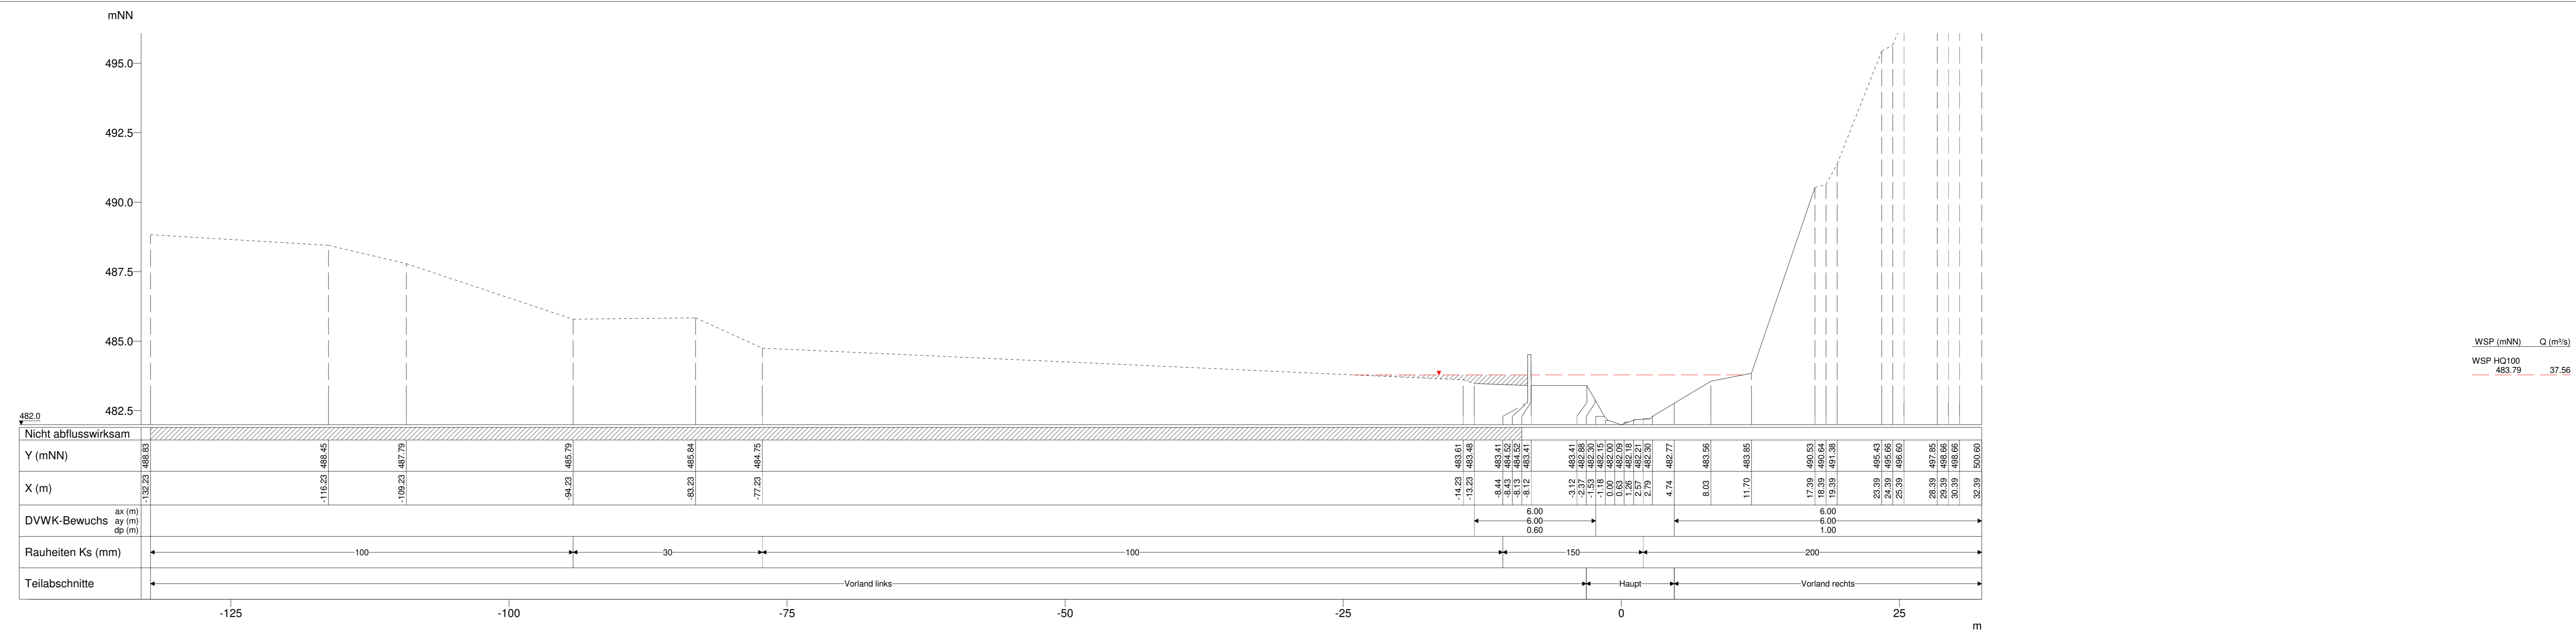 mNN
495.0
492.5
490.0
487.5
485.0
482.5
482.0
WSP (mNN) Q (m³/s)
WSP HQ100
483.79 37.56
Nicht abflusswirksam
Y (mNN) 488.83 488.45 487.79 485.79 485.84 484.75 483.61 483.48 483.41 484.52 484.52 483.41 483.41 482.88 482.30 482.15 482.00 482.09 482.18 482.21 482.30 482.77 483.56 483.85 490.53 490.64 491.38 495.43 495.66 496.60 497.85 498.66 498.66 500.60
X (m) -132.23 -116.23 -109.23 -94.23 -83.23 -77.23 -14.23 -13.23 -8.44 -8.43 -8.13 -8.12 -3.12 -2.37 -1.53 -1.18 0.00 0.63 1.26 2.57 2.79 4.74 8.03 11.70 17.39 18.39 19.39 23.39 24.39 25.39 28.39 29.39 30.39 32.39
ax (m) 6.00 6.00
DVWK-Bewuchs ay (m) 6.00 6.00
dp (m) 0.60 1.00
Rauheiten Ks (mm) 100 30 100 150 200
Teilabschnitte Vorland links Haupt Vorland rechts
-125 -100 -75 -50 -25 0 25
m